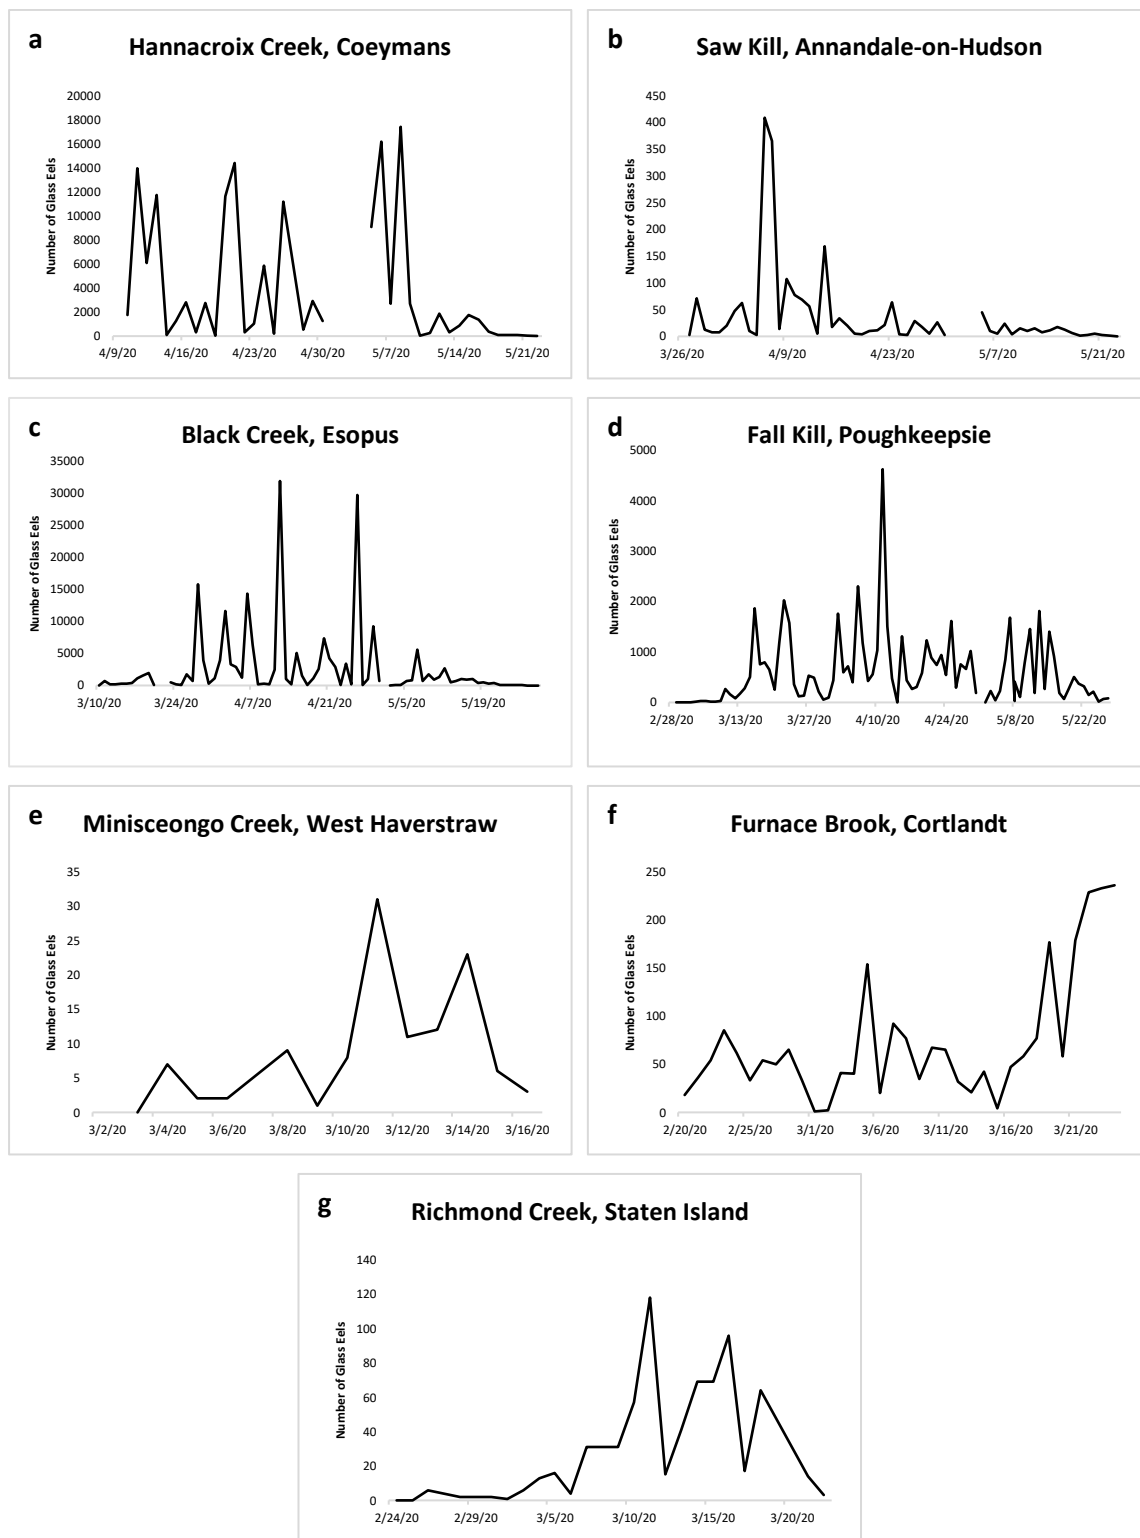 a
Hannacroix Creek, Coeymans
Number of Glass Eels
20000
18000
16000
14000
12000
10000
8000
6000
4000
2000
0
4/9/20 4/16/20 4/23/20 4/30/20 5/7/20 5/14/20 5/21/20
b
Saw Kill, Annandale-on-Hudson
Number of Glass Eels
450
400
350
300
250
200
150
100
50
0
3/26/20 4/9/20 4/23/20 5/7/20 5/21/20
c
Black Creek, Esopus
Number of Glass Eels
35000
30000
25000
20000
15000
10000
5000
0
3/10/20 3/24/20 4/7/20 4/21/20 5/5/20 5/19/20
d
Fall Kill, Poughkeepsie
Number of Glass Eels
5000
4000
3000
2000
1000
0
2/28/20 3/13/20 3/27/20 4/10/20 4/24/20 5/8/20 5/22/20
e
Minisceongo Creek, West Haverstraw
Number of Glass Eels
35
30
25
20
15
10
5
0
3/2/20 3/4/20 3/6/20 3/8/20 3/10/20 3/12/20 3/14/20 3/16/20
f
Furnace Brook, Cortlandt
Number of Glass Eels
250
200
150
100
50
0
2/20/20 2/25/20 3/1/20 3/6/20 3/11/20 3/16/20 3/21/20
g
Richmond Creek, Staten Island
Number of Glass Eels
140
120
100
80
60
40
20
0
2/24/20 2/29/20 3/5/20 3/10/20 3/15/20 3/20/20